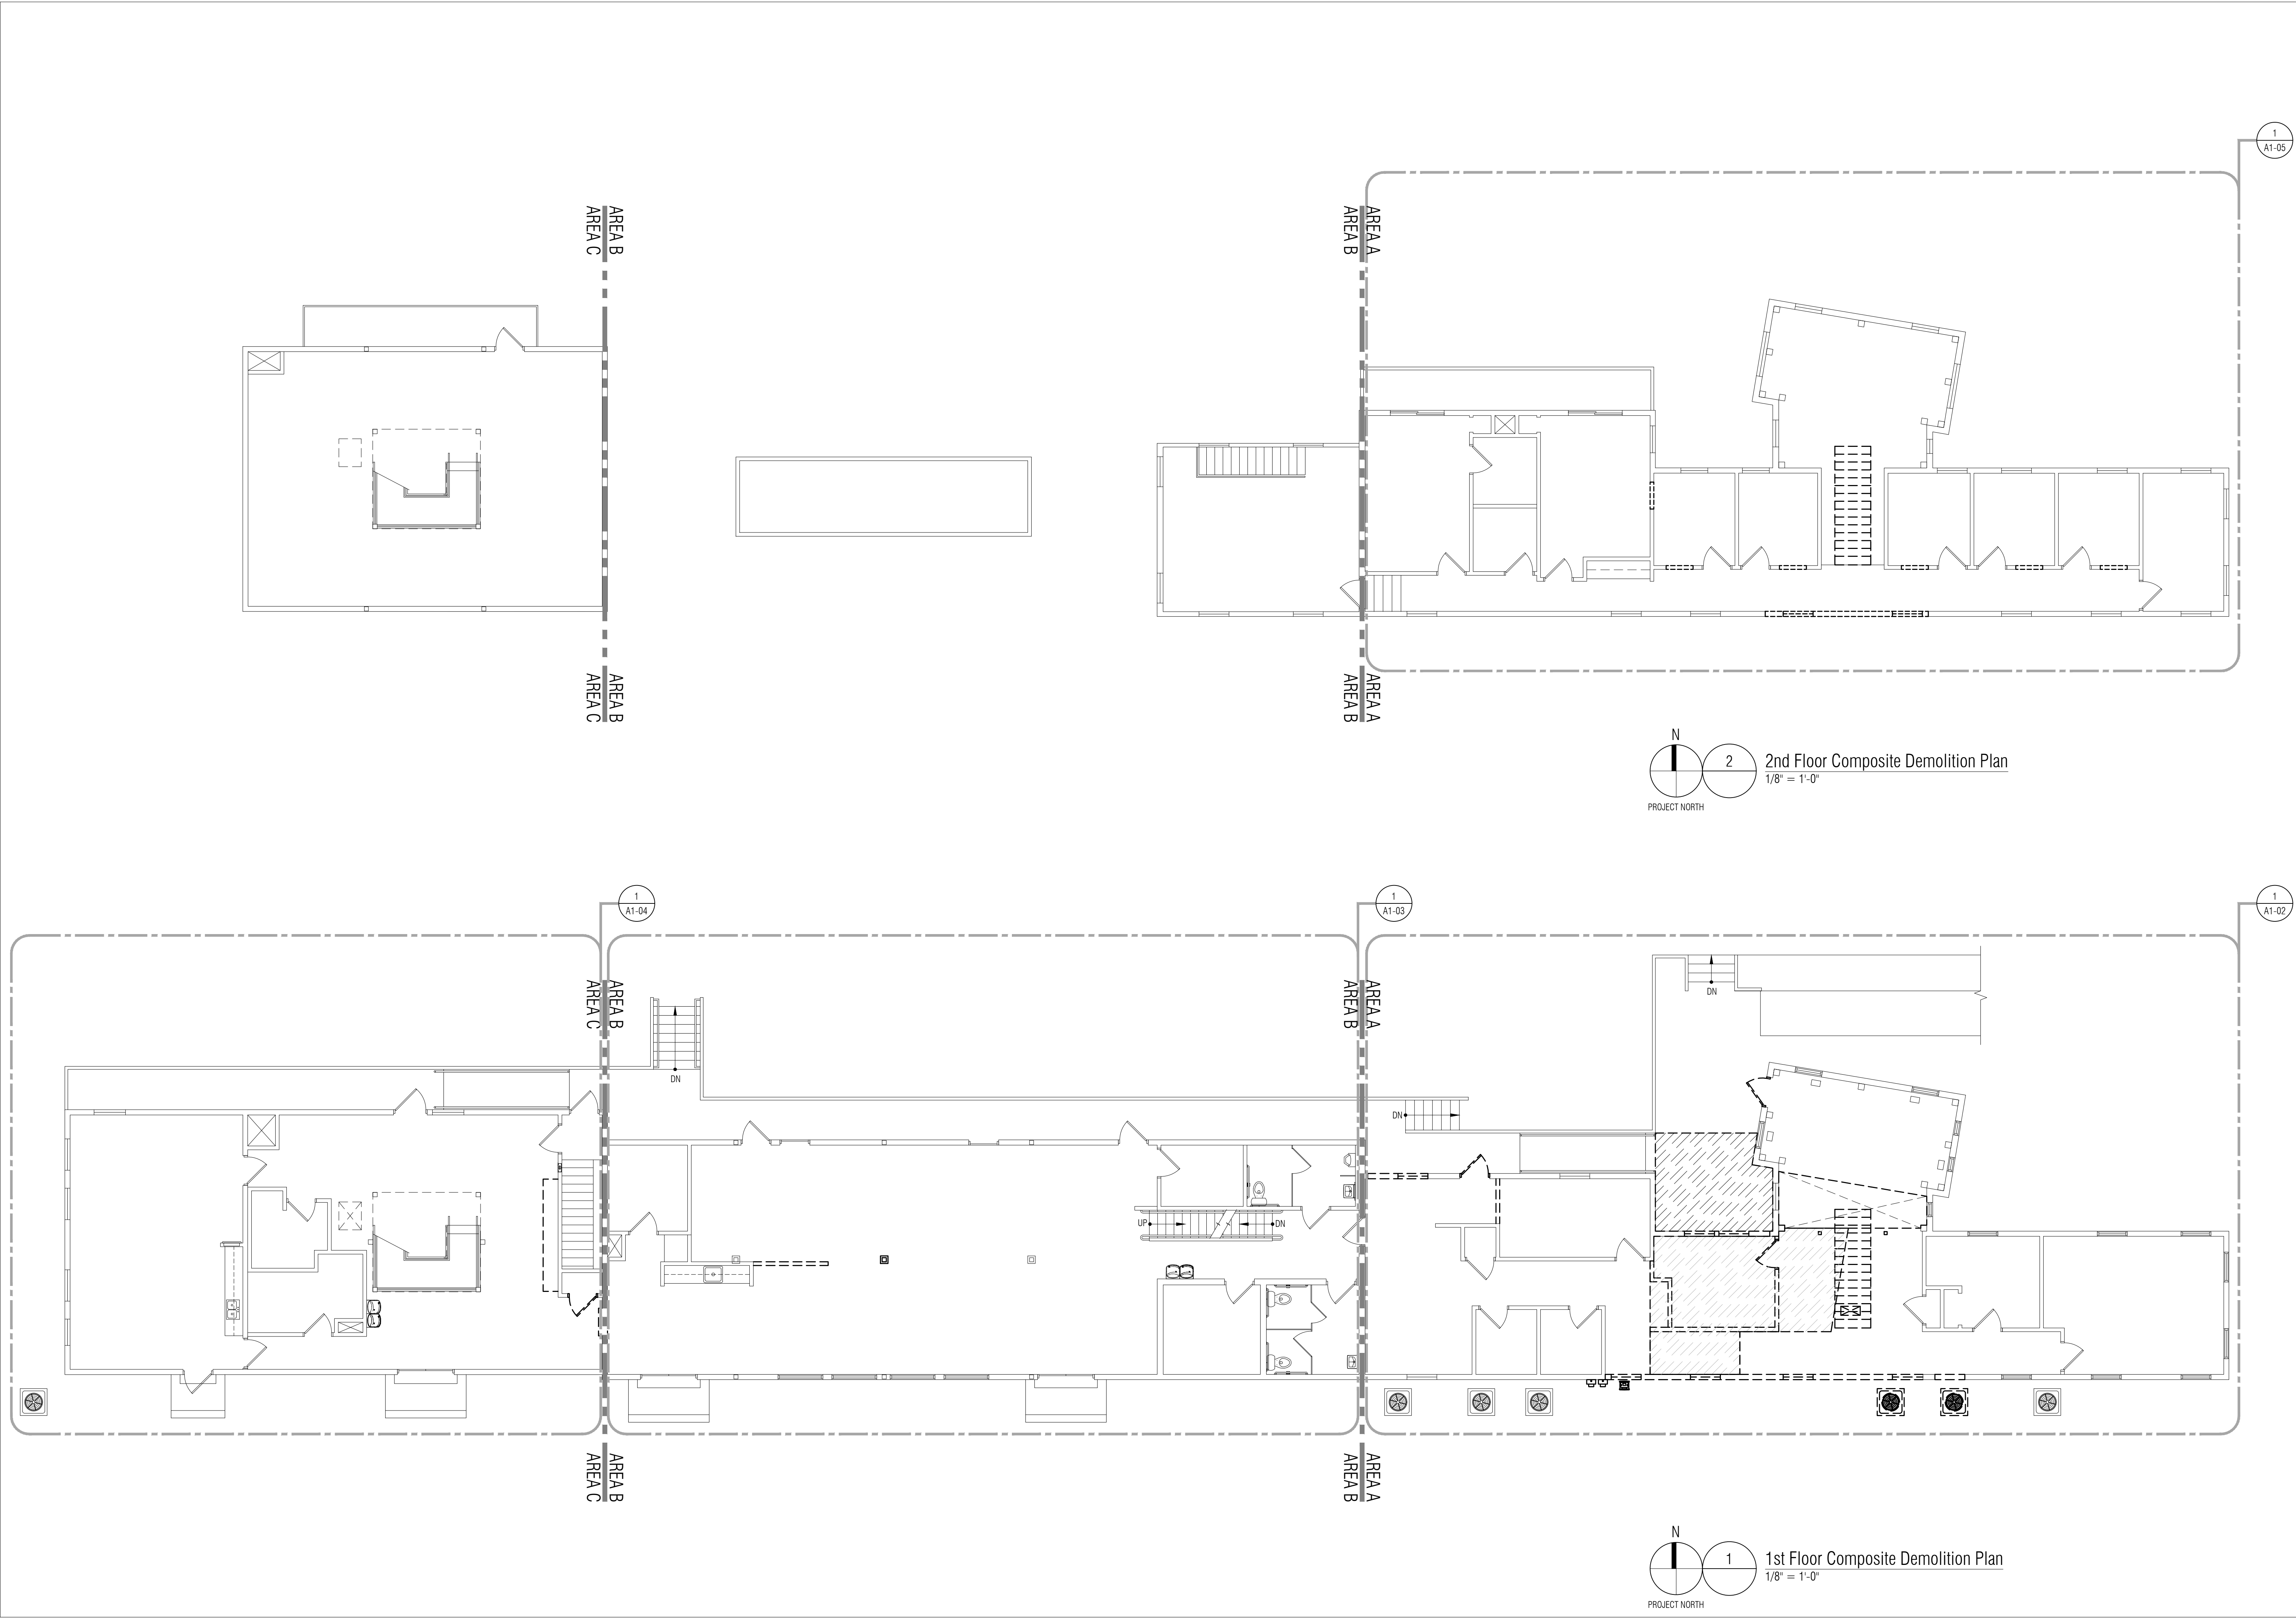 1
A1-05
AREA B
AREA C
AREA A
AREA B
AREA B
AREA C
AREA A
AREA B
N
2
2nd Floor Composite Demolition Plan
1/8" = 1'-0"
PROJECT NORTH
1
A1-04
1
A1-03
1
A1-02
AREA B
AREA C
AREA A
AREA B
DN
DN
DN
UP
DN
AREA B
AREA C
AREA A
AREA B
N
1
1st Floor Composite Demolition Plan
1/8" = 1'-0"
PROJECT NORTH